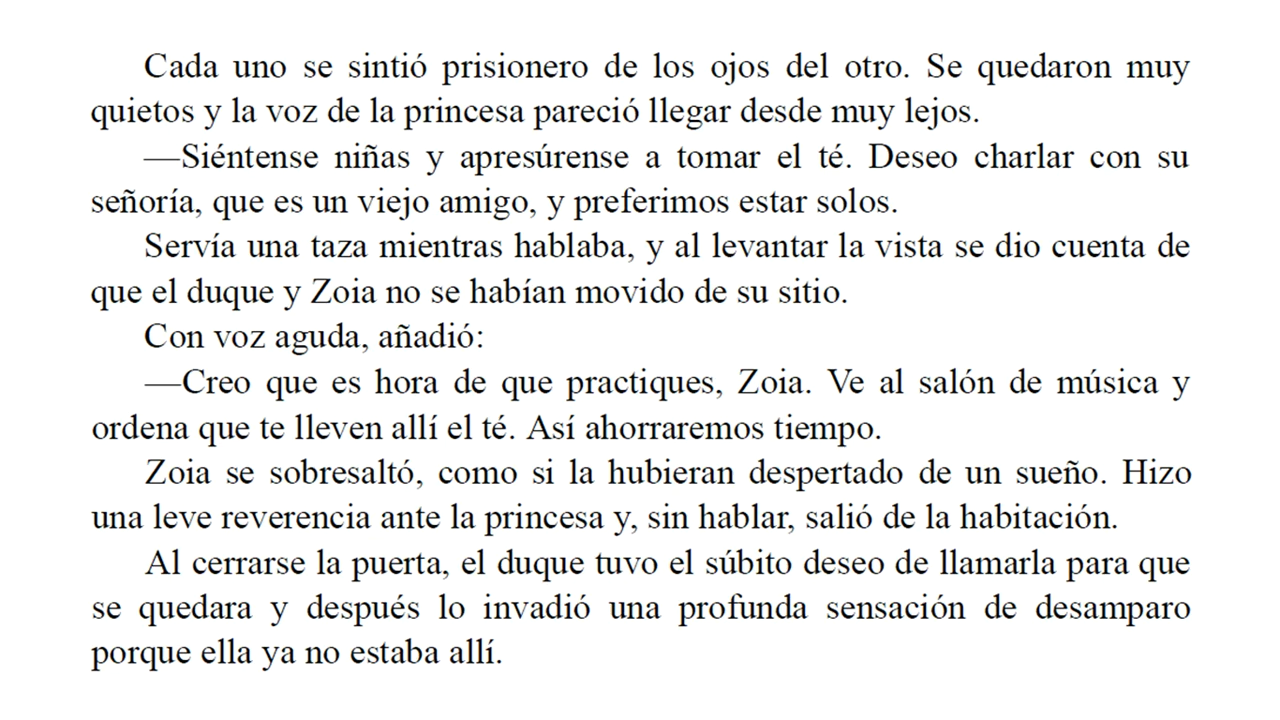 Cada uno se sintió prisionero de los ojos del otro. Se quedaron muy
quietos y la voz de la princesa pareció llegar desde muy lejos.
—Siéntense niñas y apresúrense a tomar el té. Deseo charlar con su
señoría, que es un viejo amigo, y preferimos estar solos.
Servía una taza mientras hablaba, y al levantar la vista se dio cuenta de
que el duque y Zoia no se habían movido de su sitio.
Con voz aguda, añadió:
—Creo que es hora de que practiques, Zoia. Ve al salón de música y
ordena que te lleven allí el té. Así ahorraremos tiempo.
Zoia se sobresaltó, como si la hubieran despertado de un sueño. Hizo
una leve reverencia ante la princesa y, sin hablar, salió de la habitación.
Al cerrarse la puerta, el duque tuvo el súbito deseo de llamarla para que
se quedara y después lo invadió una profunda sensación de desamparo
porque ella ya no estaba allí.